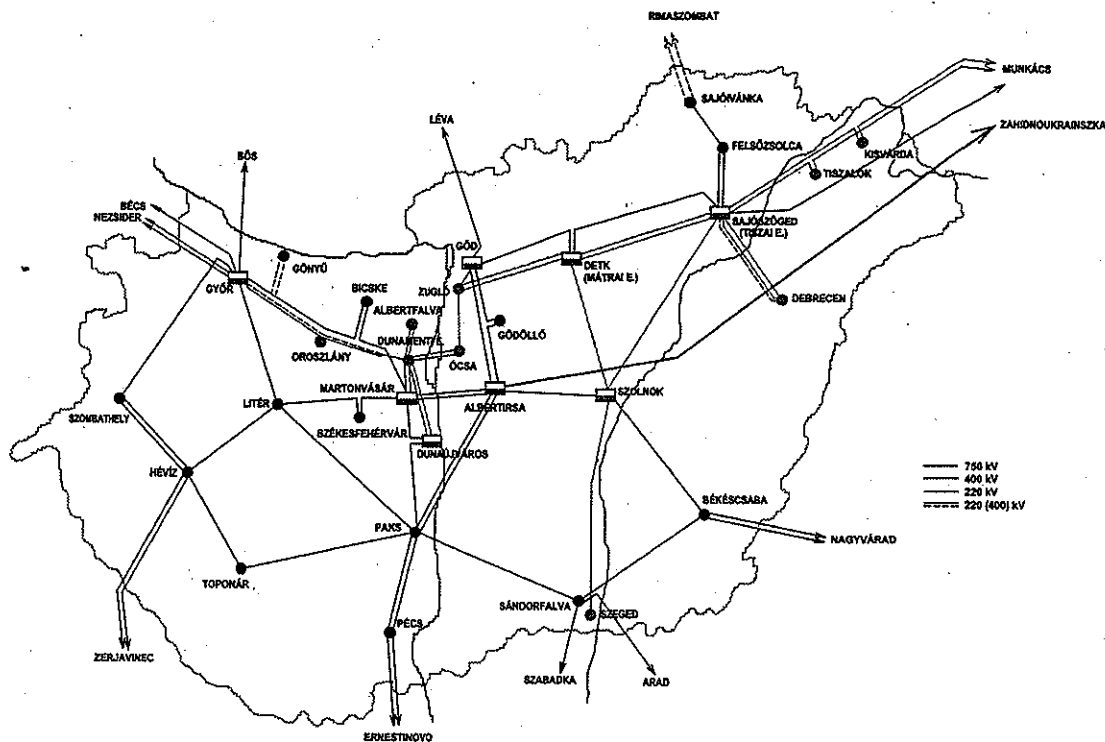 RIMASZOMBAT
MUNKÁCS
SAJÓIVÁNKA
LÉVA
ZAHIDNOUKRAINSZKA
FELSŐZSOLCA
KISVÁRDA
BŐS
TISZALÖK
BÉCS
NEZSIDER
SAJÓSZÖGED
(TISZAI E.)
GÖNYŰ
GÖD
DETK
(MÁTRAI E.)
GYŐR
BICSKE
ZUGLÓ
DEBRECEN
ALBERTFALVA
GÖDÖLLŐ
DUNAMENTI E.
OROSZLÁNY
ÓCSA
MARTONVÁSÁR
SZOLNOK
SZOMBATHELY
LITÉR
ALBERTIRSA
SZÉKESFEHÉRVÁR
DUNAÚJVÁROS
HÉVÍZ
750 kV
400 kV
220 kV
220 (400) kV
BÉKÉSCSABA
PAKS
NAGYVÁRAD
TOPONÁR
SÁNDORFALVA
SZEGED
PÉCS
ZERJAVINEC
SZABADKA
ARAD
ERNESTINOVO